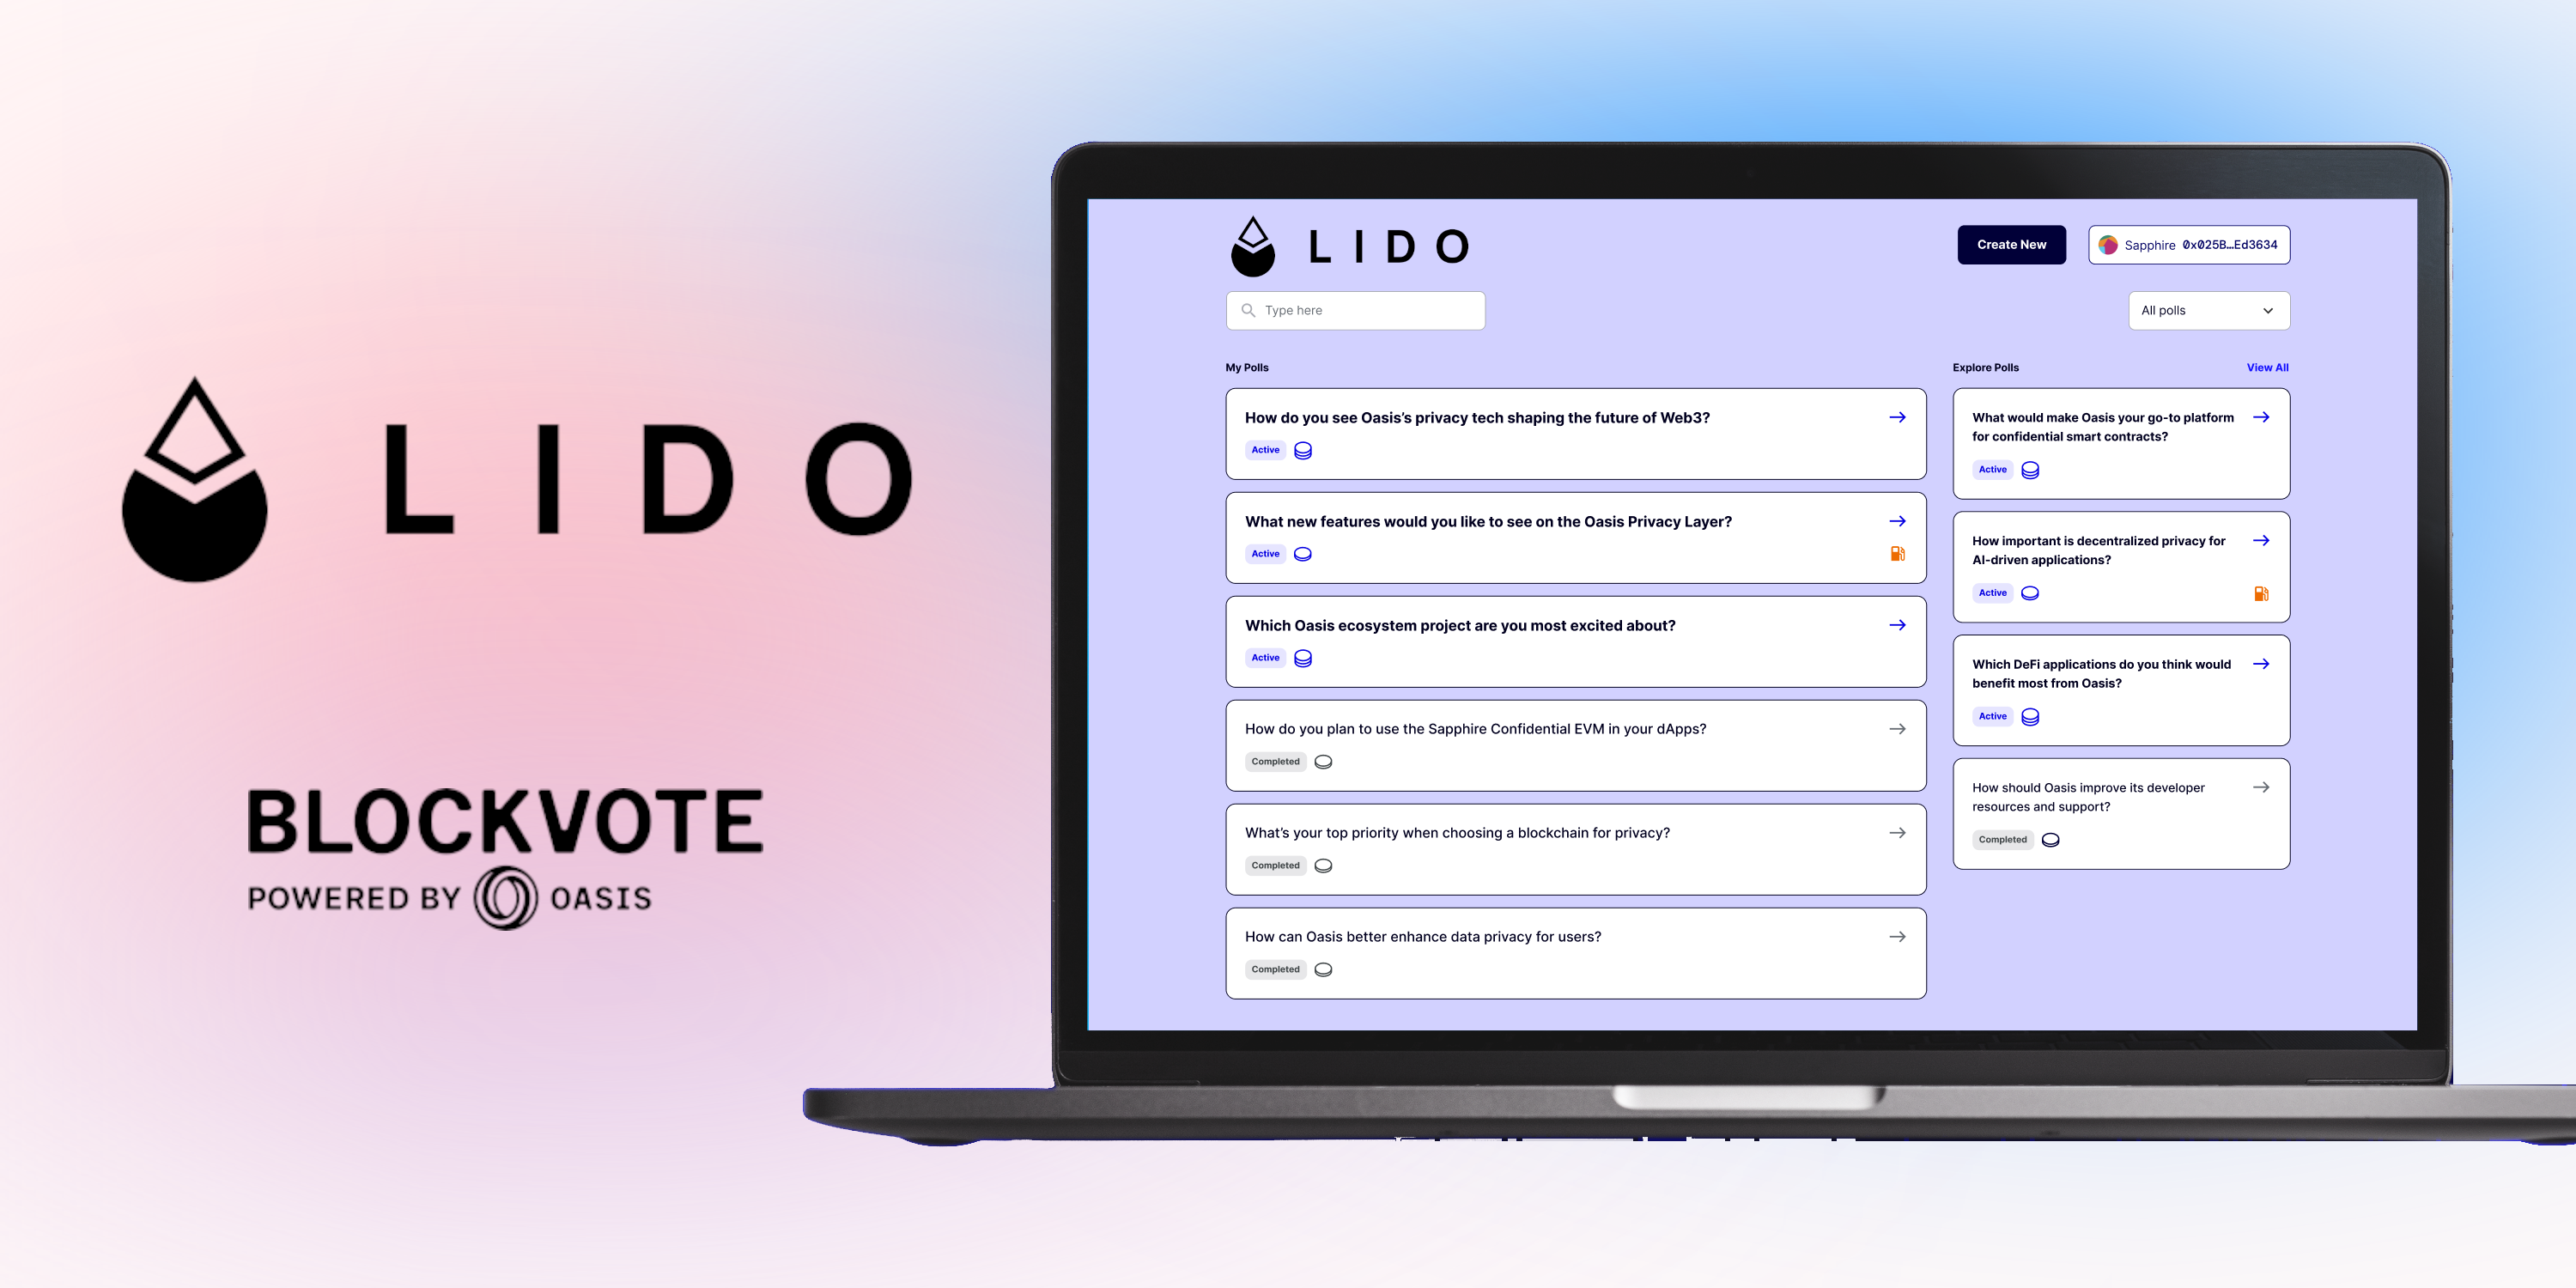 LIDO
BLOCKVOTE
POWERED BY OASIS
LIDO
Create New
Sapphire 0x025B...Ed3634
Type here
All polls
My Polls
How do you see Oasis's privacy tech shaping the future of Web3?
Active
What new features would you like to see on the Oasis Privacy Layer?
Active
Which Oasis ecosystem project are you most excited about?
Active
How do you plan to use the Sapphire Confidential EVM in your dApps?
Completed
What's your top priority when choosing a blockchain for privacy?
Completed
How can Oasis better enhance data privacy for users?
Completed
Explore Polls
View All
What would make Oasis your go-to platform
for confidential smart contracts?
Active
How important is decentralized privacy for
AI-driven applications?
Active
Which DeFi applications do you think would
benefit most from Oasis?
Active
How should Oasis improve its developer
resources and support?
Completed